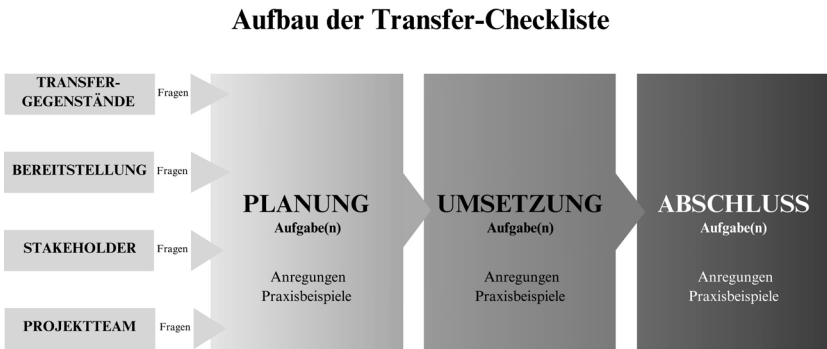 Aufbau der Transfer-Checkliste
TRANSFER-
GEGENSTÄNDE
Fragen
BEREITSTELLUNG
Fragen
STAKEHOLDER
Fragen
PROJEKTTEAM
Fragen
PLANUNG
Aufgabe(n)
Anregungen
Praxisbeispiele
UMSETZUNG
Aufgabe(n)
Anregungen
Praxisbeispiele
ABSCHLUSS
Aufgabe(n)
Anregungen
Praxisbeispiele